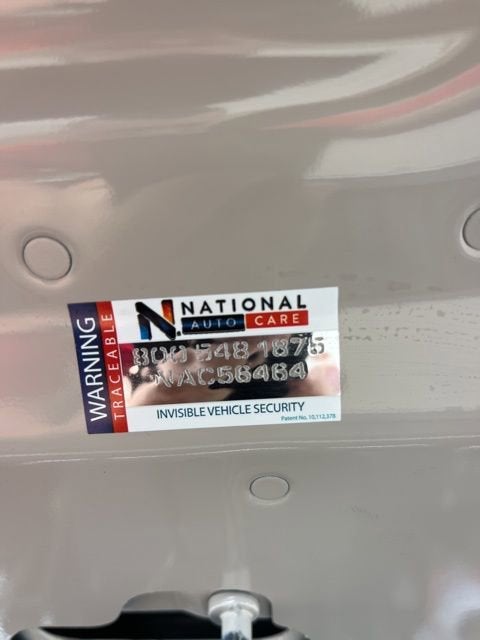 WARNING
TRACEABLE
N. NATIONAL
AUTO CARE
800 548 1875
NAC56464
INVISIBLE VEHICLE SECURITY
Patent No. 10,112,378